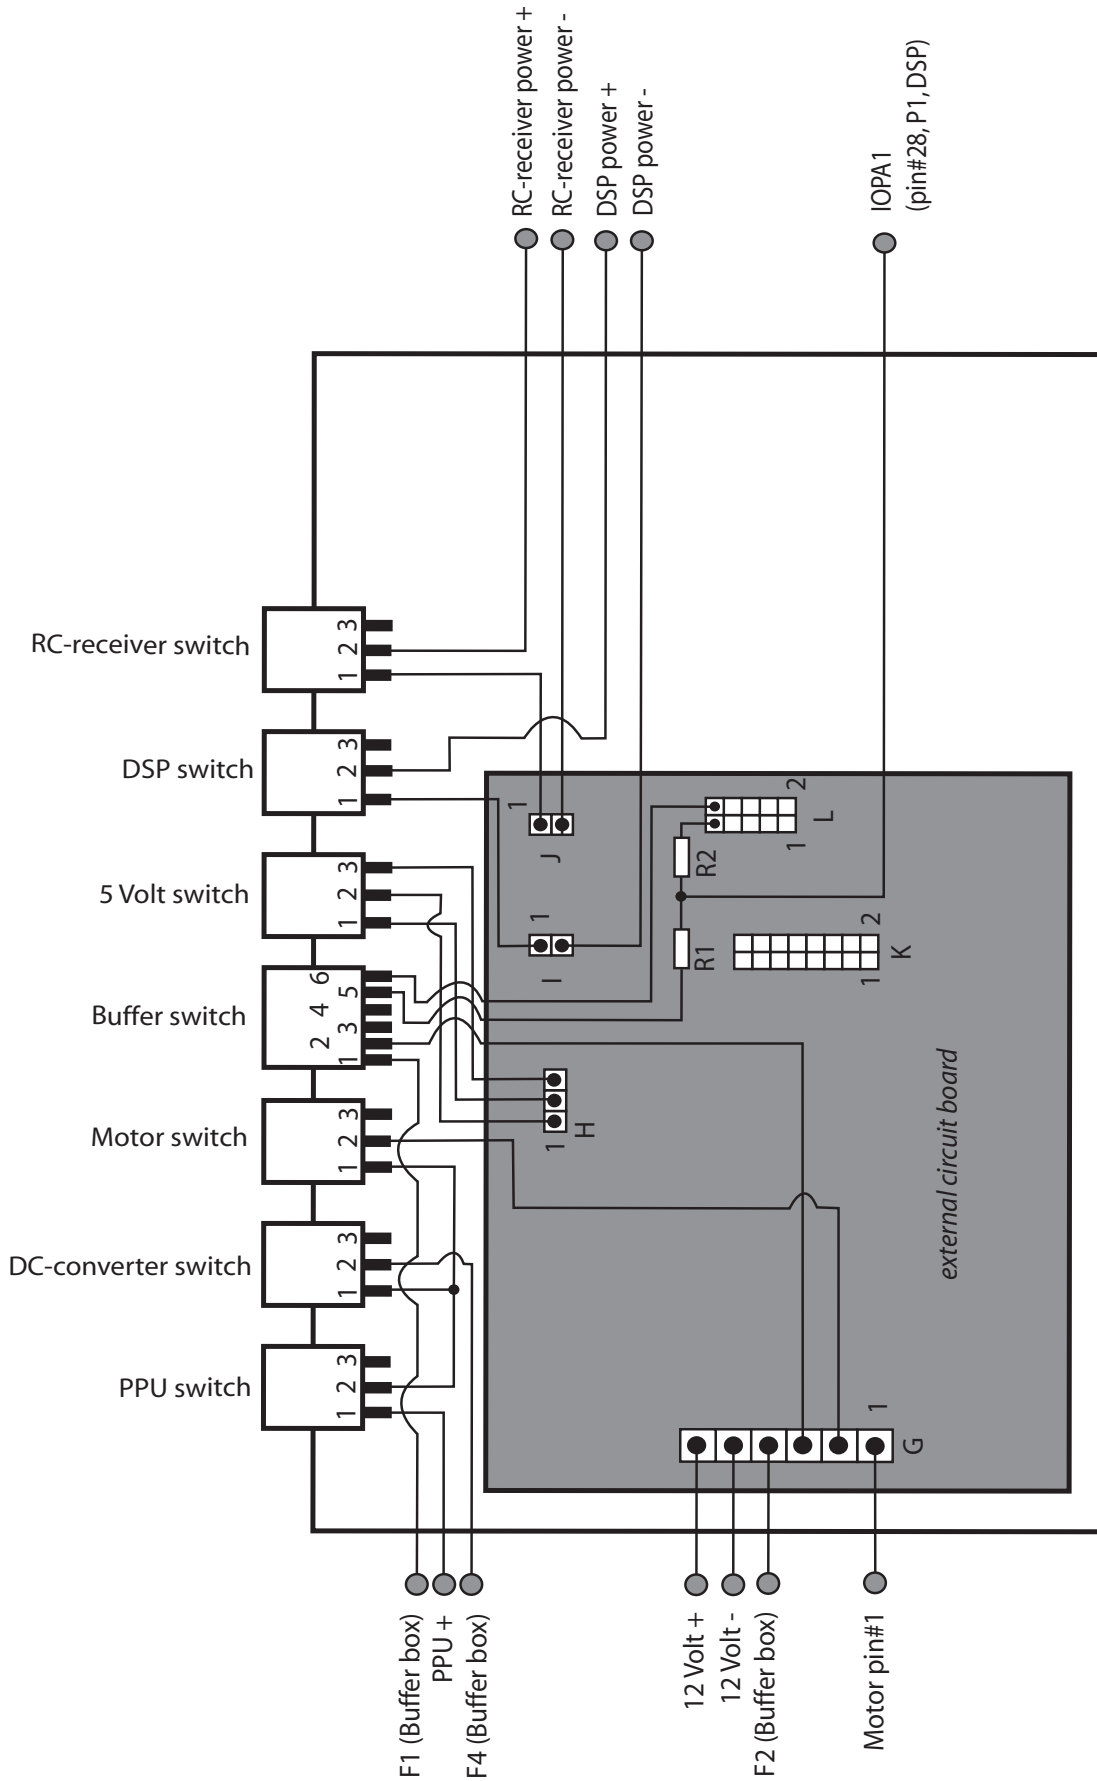 RC-receiver power +
RC-receiver power -
DSP power +
DSP power -
IOPA1
(pin#28, P1, DSP)
RC-receiver switch
1 2 3
DSP switch
1 2 3
5 Volt switch
1 2 3
Buffer switch
1 2 3 4 5 6
Motor switch
1 2 3
DC-converter switch
1 2 3
PPU switch
1 2 3
J
1
I
1
H
1
R1
R2
L
1
2
K
1
2
G
1
external circuit board
F1 (Buffer box)
PPU +
F4 (Buffer box)
12 Volt +
12 Volt -
F2 (Buffer box)
Motor pin#1